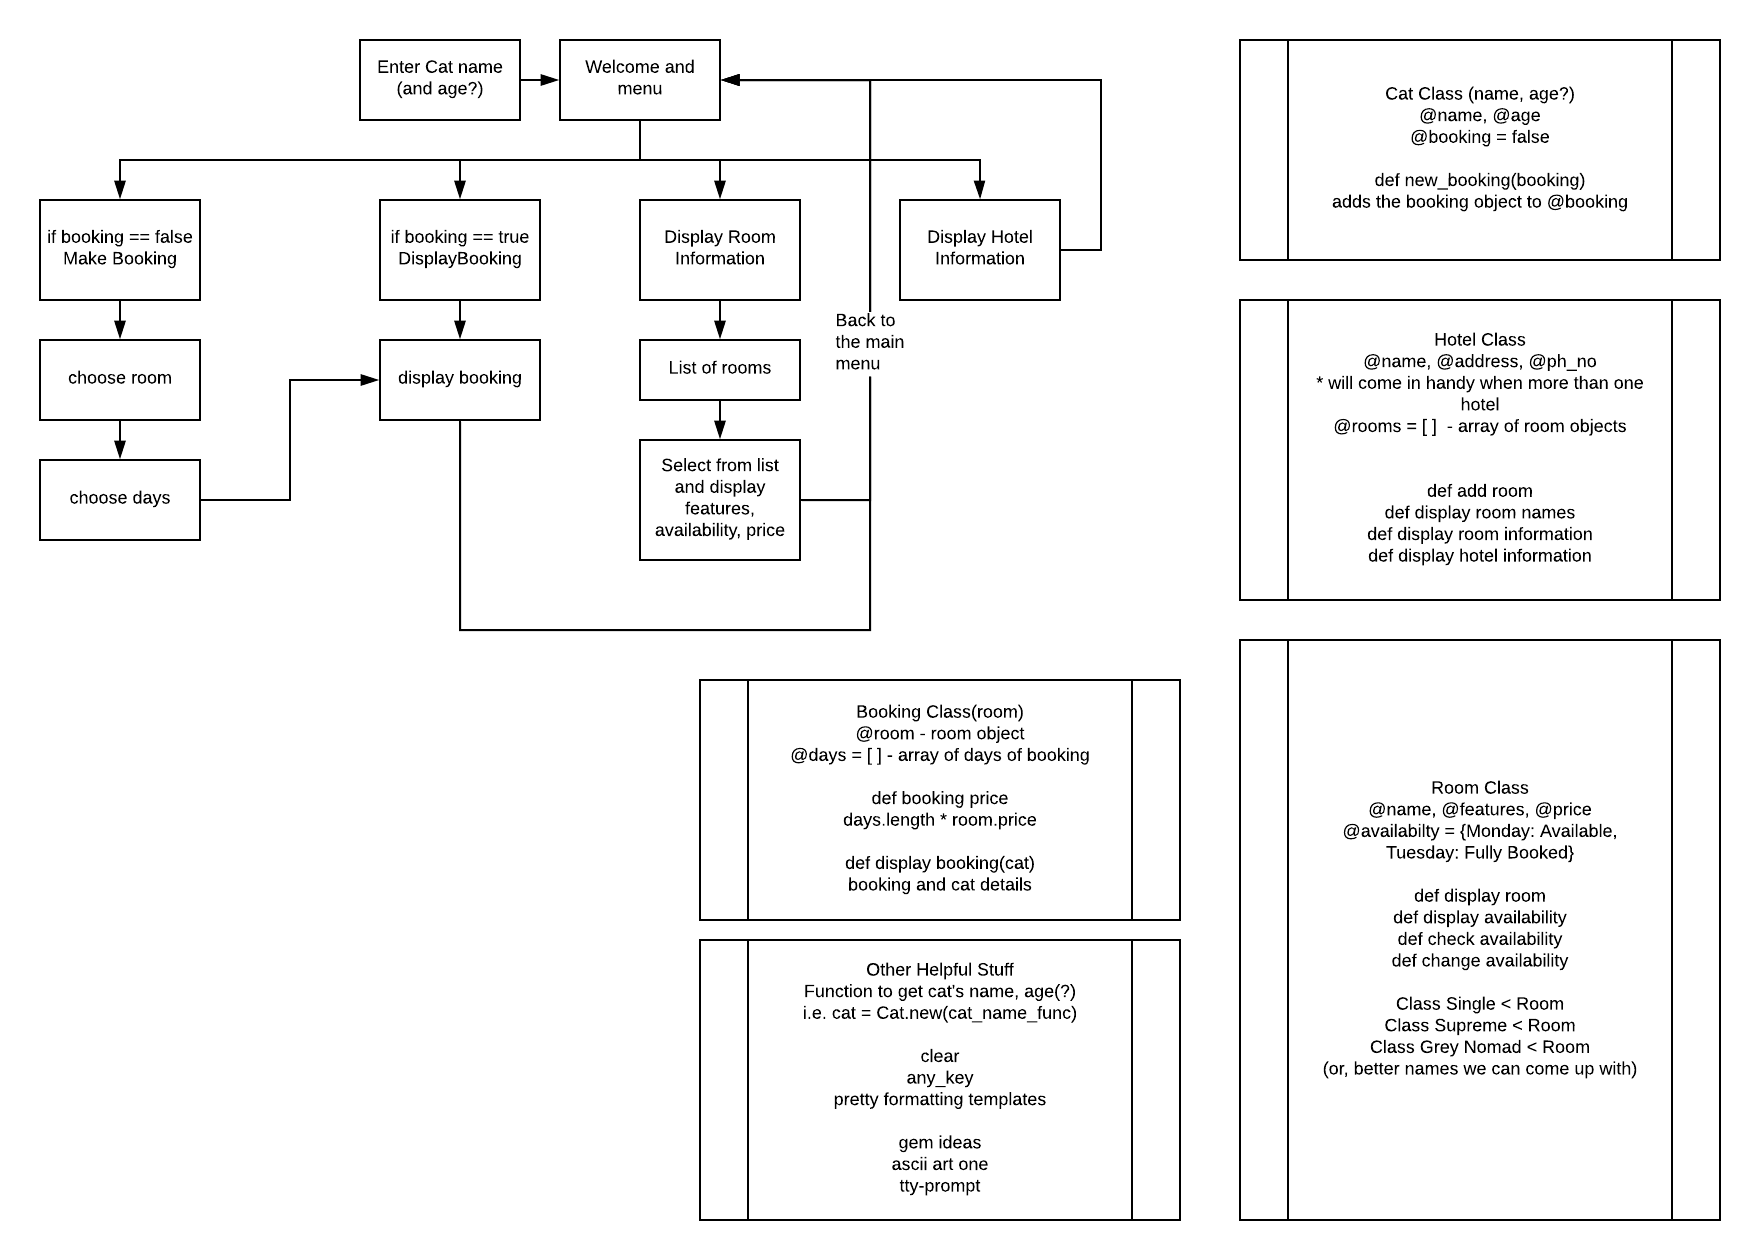 Enter Cat name
(and age?)
Welcome and
menu
if booking == false
Make Booking
if booking == true
DisplayBooking
Display Room
Information
Display Hotel
Information
choose room
display booking
List of rooms
Back to
the main
menu
choose days
Select from list
and display
features,
availability, price
Cat Class (name, age?)
@name, @age
@booking = false
def new_booking(booking)
adds the booking object to @booking
Hotel Class
@name, @address, @ph_no
* will come in handy when more than one
hotel
@rooms = [ ]  - array of room objects
def add room
def display room names
def display room information
def display hotel information
Booking Class(room)
@room - room object
@days = [ ] - array of days of booking
def booking price
days.length * room.price
def display booking(cat)
booking and cat details
Other Helpful Stuff
Function to get cat's name, age(?)
i.e. cat = Cat.new(cat_name_func)
clear
any_key
pretty formatting templates
gem ideas
ascii art one
tty-prompt
Room Class
@name, @features, @price
@availabilty = {Monday: Available,
Tuesday: Fully Booked}
def display room
def display availability
def check availability
def change availability
Class Single < Room
Class Supreme < Room
Class Grey Nomad < Room
(or, better names we can come up with)